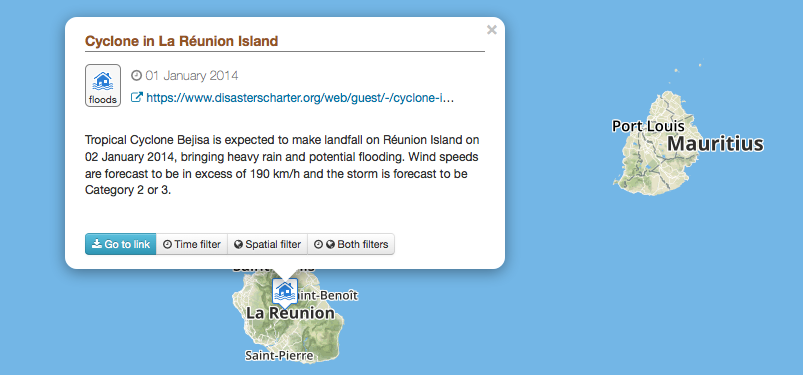 Cyclone in La Réunion Island
×
floods
01 January 2014
https://www.disasterscharter.org/web/guest/-/cyclone-i...
Tropical Cyclone Bejisa is expected to make landfall on Réunion Island on
02 January 2014, bringing heavy rain and potential flooding. Wind speeds
are forecast to be in excess of 190 km/h and the storm is forecast to be
Category 2 or 3.
Go to link Time filter Spatial filter Both filters
Port Louis
Mauritius
int-Benoît
La Réunion
Saint-Pierre